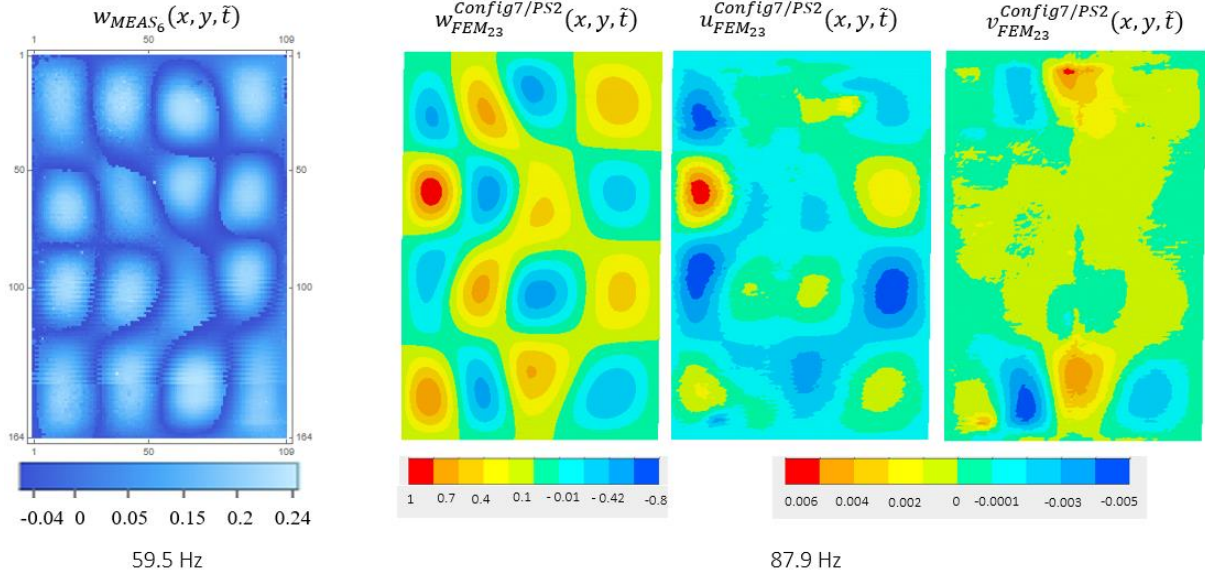 w_{MEAS_6}(x, y, t̃)
w_{FEM_{23}}^{Config7/PS2}(x, y, t̃)
u_{FEM_{23}}^{Config7/PS2}(x, y, t̃)
v_{FEM_{23}}^{Config7/PS2}(x, y, t̃)
1 50 109
1 1
50 50
100 100
164 164
1 50 109
-0.04 0 0.05 0.15 0.2 0.24
1 0.7 0.4 0.1 -0.01 -0.42 -0.8
0.006 0.004 0.002 0 -0.0001 -0.003 -0.005
59.5 Hz
87.9 Hz